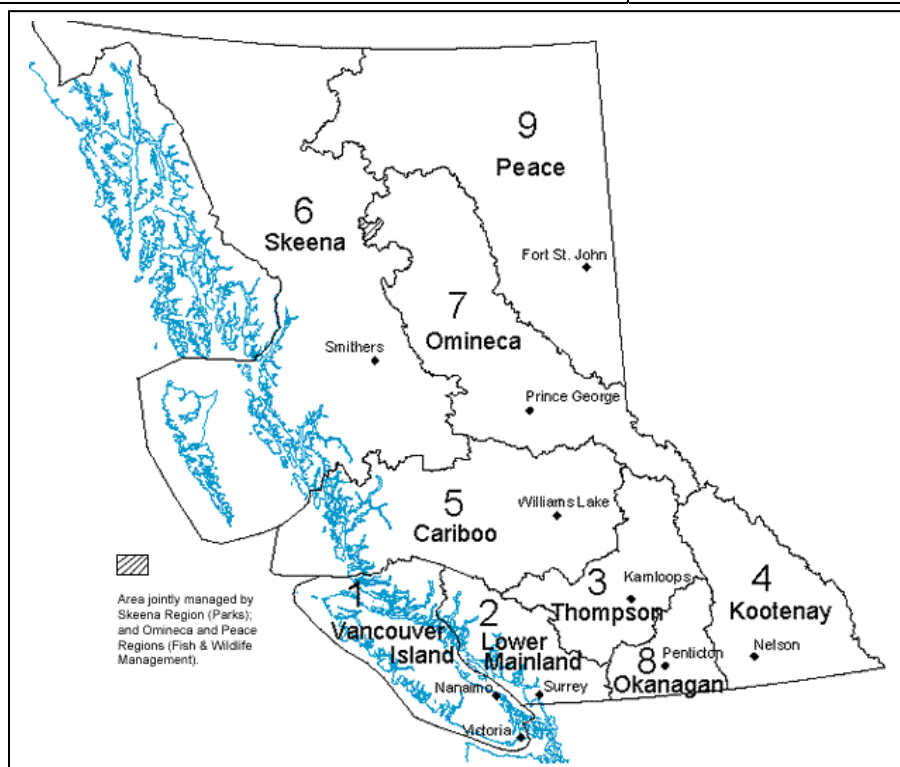 9
Peace
6
Skeena
Fort St. John
7
Omineca
Smithers
Prince George
5
Cariboo
Williams Lake
Area jointly managed by
Skeena Region (Parks);
and Omineca and Peace
Regions (Fish & Wildlife
Management).
1
Vancouver
Island
2
Lower
Mainland
3
Thompson
Kamloops
4
Kootenay
8
Okanagan
Penticton
Nelson
Nanaimo
Surrey
Victoria